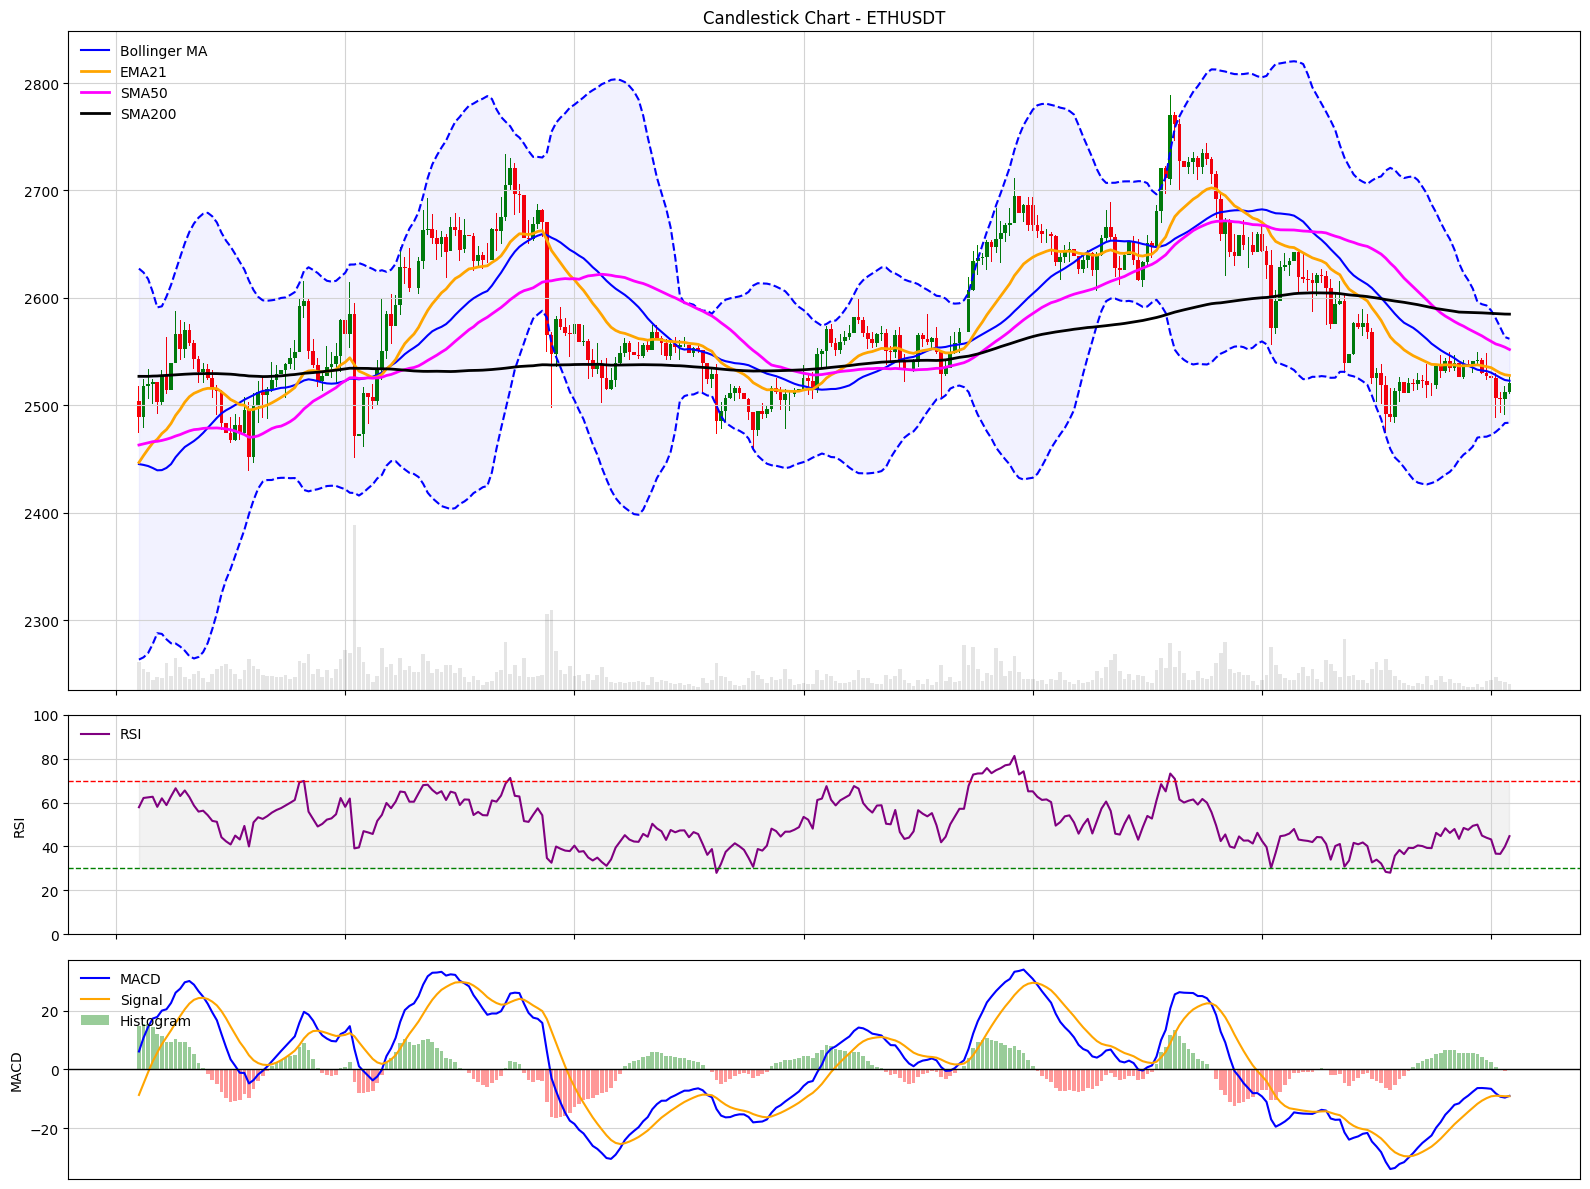 Candlestick Chart - ETHUSDT
Bollinger MA
EMA21
SMA50
SMA200
2800
2700
2600
2500
2400
2300
RSI
100
80
60
40
20
0
RSI
MACD
Signal
Histogram
20
0
−20
MACD